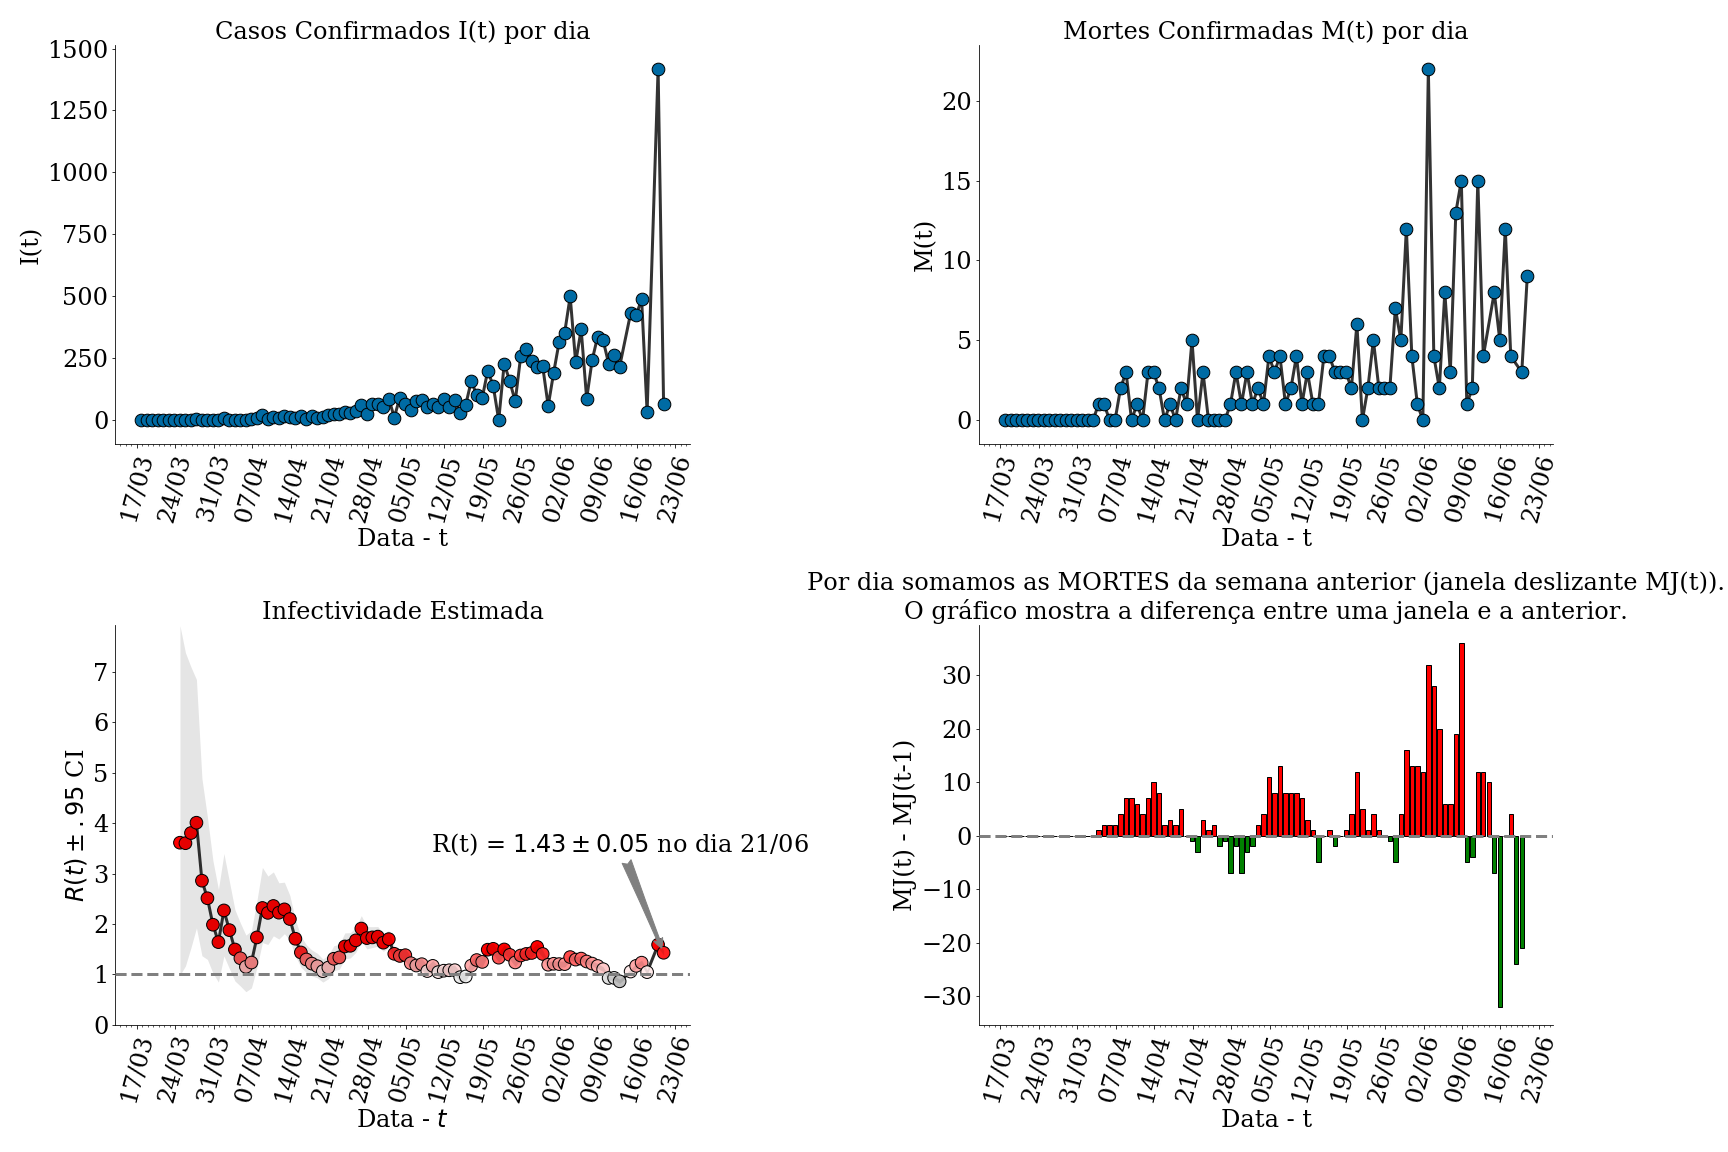 Casos Confirmados I(t) por dia
1500
1250
1000
750
500
250
0
I(t)
17/03 24/03 31/03 07/04 14/04 21/04 28/04 05/05 12/05 19/05 26/05 02/06 09/06 16/06 23/06
Data - t
Mortes Confirmadas M(t) por dia
20
15
10
5
0
M(t)
17/03 24/03 31/03 07/04 14/04 21/04 28/04 05/05 12/05 19/05 26/05 02/06 09/06 16/06 23/06
Data - t
Infectividade Estimada
7
6
5
4
3
2
1
0
R(t) ± .95 CI
R(t) = 1.43 ± 0.05 no dia 21/06
17/03 24/03 31/03 07/04 14/04 21/04 28/04 05/05 12/05 19/05 26/05 02/06 09/06 16/06 23/06
Data - t
Por dia somamos as MORTES da semana anterior (janela deslizante MJ(t)).
O gráfico mostra a diferença entre uma janela e a anterior.
30
20
10
0
−10
−20
−30
MJ(t) - MJ(t-1)
17/03 24/03 31/03 07/04 14/04 21/04 28/04 05/05 12/05 19/05 26/05 02/06 09/06 16/06 23/06
Data - t